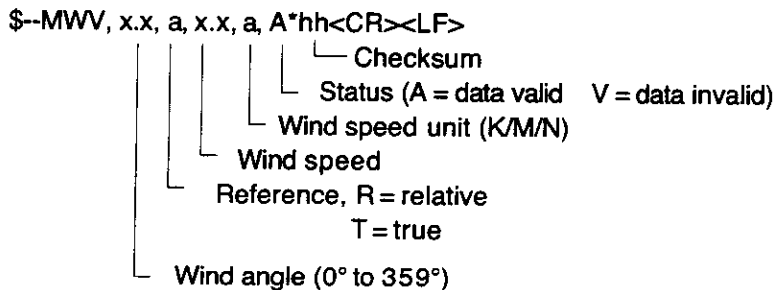 $--MWV, x.x, a, x.x, a, A*hh<CR><LF>
Checksum
Status (A = data valid V = data invalid)
Wind speed unit (K/M/N)
Wind speed
Reference, R = relative
T = true
Wind angle (0° to 359°)